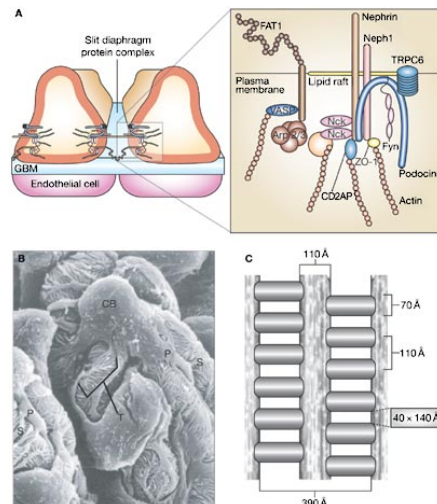 A
Slit diaphragm
protein complex
GBM
Endothelial cell
FAT1
Nephrin
Neph1
TRPC6
Plasma
membrane
Lipid raft
VASP
Nck
Nck
Fyn
ZO-1
CD2AP
Podocin
Actin
B
CB
P
S
P
S
P
S
T
C
110 Å
70 Å
110 Å
40 × 140 Å
390 Å